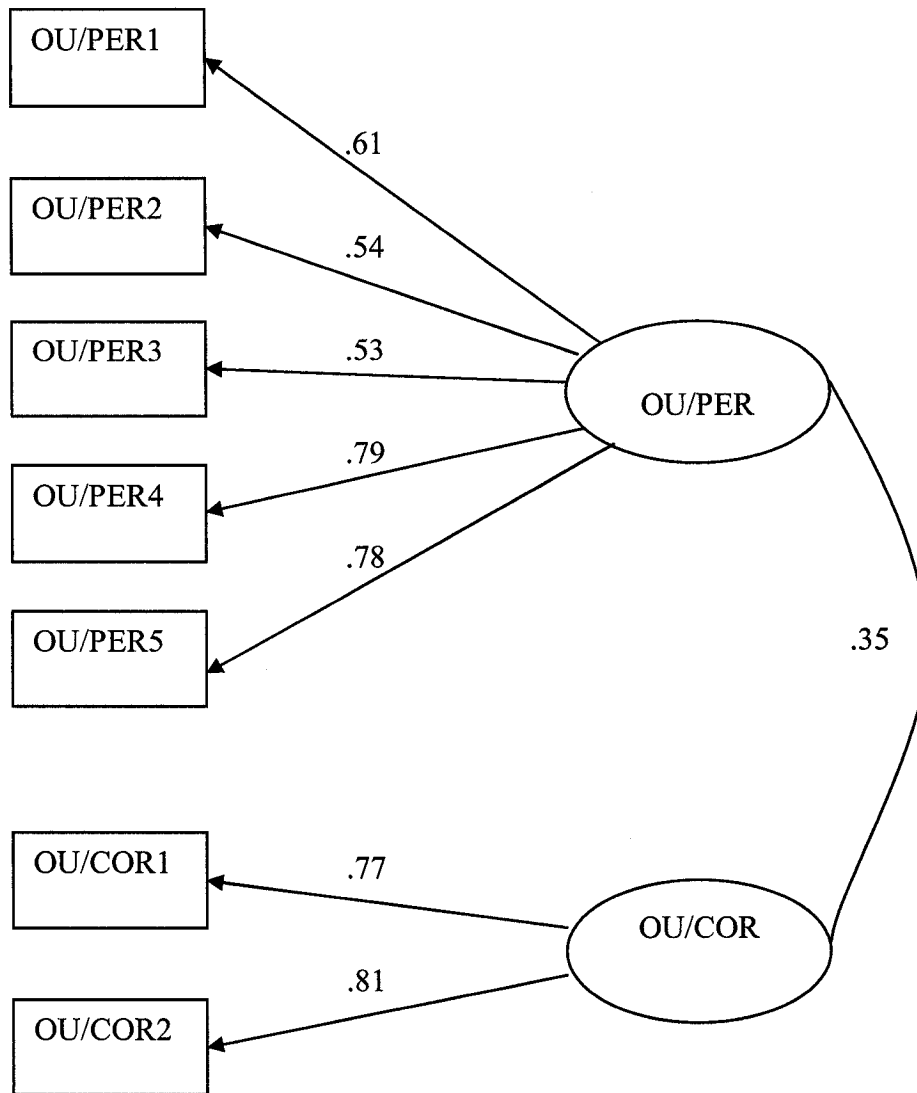 OU/PER1
.61
OU/PER2
.54
OU/PER3
.53
OU/PER
.79
OU/PER4
.78
OU/PER5
.35
OU/COR1
.77
OU/COR
.81
OU/COR2